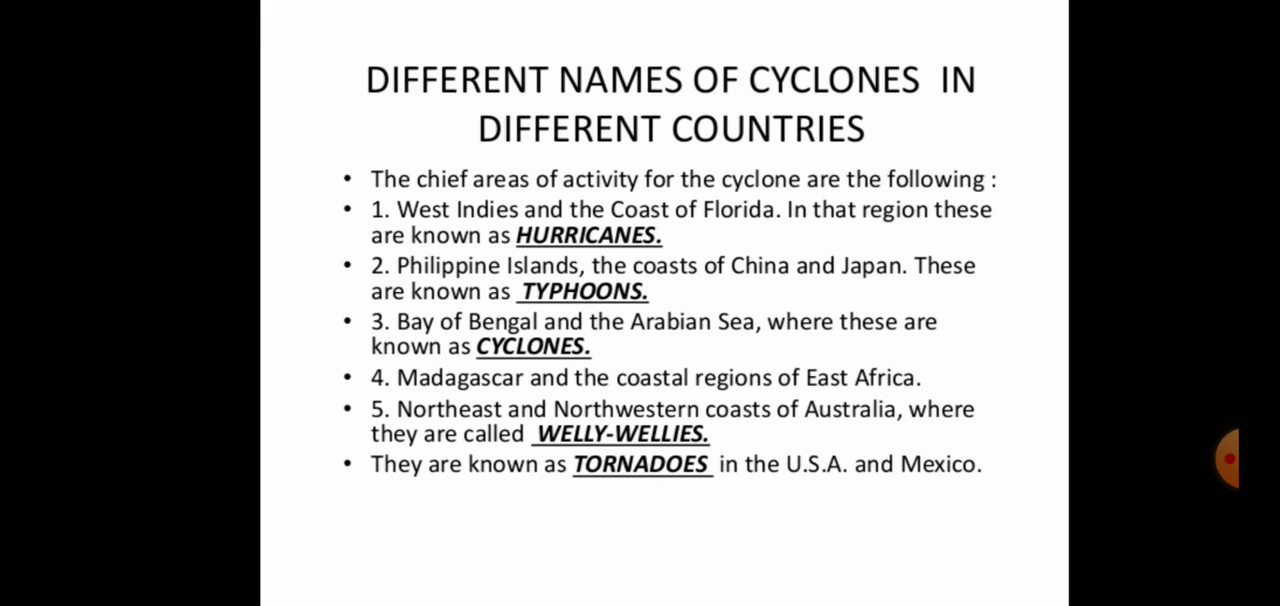 DIFFERENT NAMES OF CYCLONES IN
DIFFERENT COUNTRIES
• The chief areas of activity for the cyclone are the following :
• 1. West Indies and the Coast of Florida. In that region these
are known as HURRICANES.
• 2. Philippine Islands, the coasts of China and Japan. These
are known as TYPHOONS.
• 3. Bay of Bengal and the Arabian Sea, where these are
known as CYCLONES.
• 4. Madagascar and the coastal regions of East Africa.
• 5. Northeast and Northwestern coasts of Australia, where
they are called WELLY-WELLIES.
• They are known as TORNADOES in the U.S.A. and Mexico.